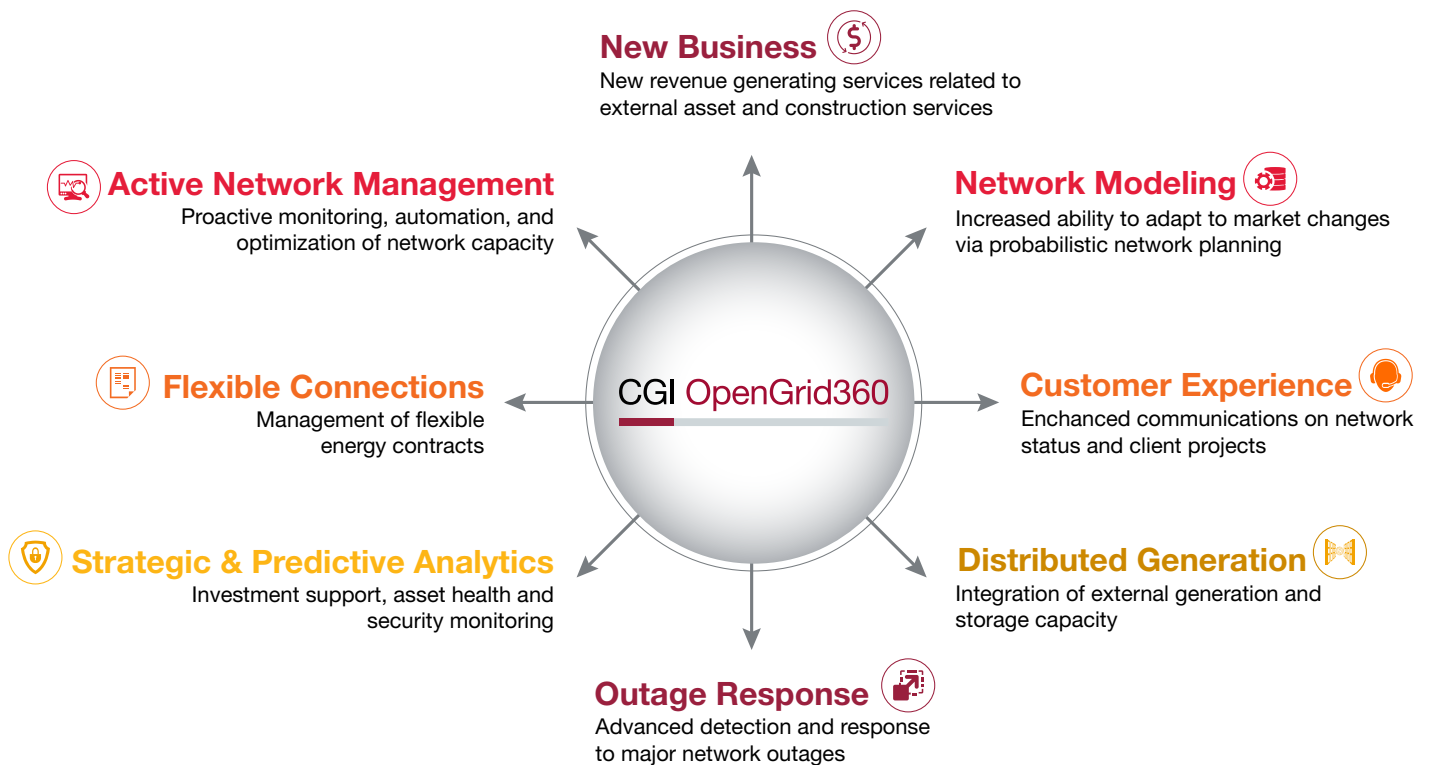 New Business
New revenue generating services related to
external asset and construction services
Active Network Management
Proactive monitoring, automation, and
optimization of network capacity
Network Modeling
Increased ability to adapt to market changes
via probabilistic network planning
Flexible Connections
Management of flexible
energy contracts
CGI OpenGrid360
Customer Experience
Enchanced communications on network
status and client projects
Strategic & Predictive Analytics
Investment support, asset health and
security monitoring
Distributed Generation
Integration of external generation and
storage capacity
Outage Response
Advanced detection and response
to major network outages